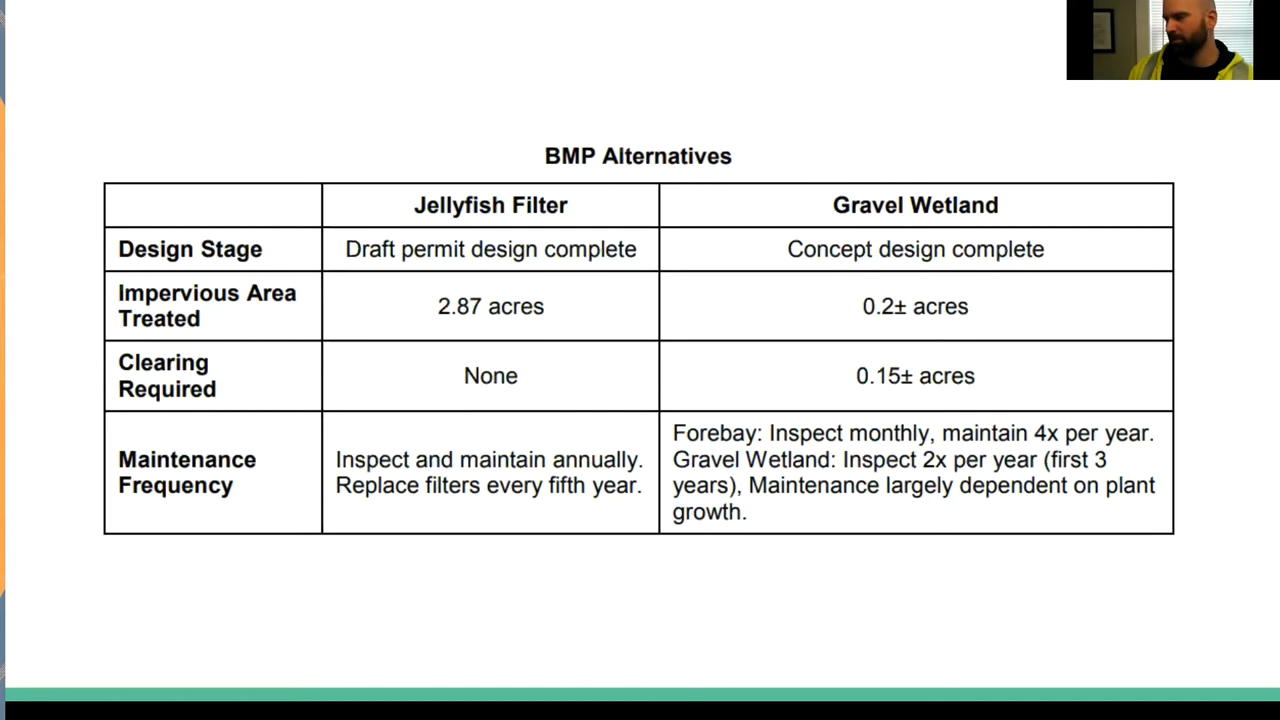 BMP Alternatives
Jellyfish Filter
Gravel Wetland
Design Stage
Draft permit design complete
Concept design complete
Impervious Area
Treated
2.87 acres
0.2± acres
Clearing
Required
None
0.15± acres
Maintenance
Frequency
Inspect and maintain annually.
Replace filters every fifth year.
Forebay: Inspect monthly, maintain 4x per year.
Gravel Wetland: Inspect 2x per year (first 3
years), Maintenance largely dependent on plant
growth.